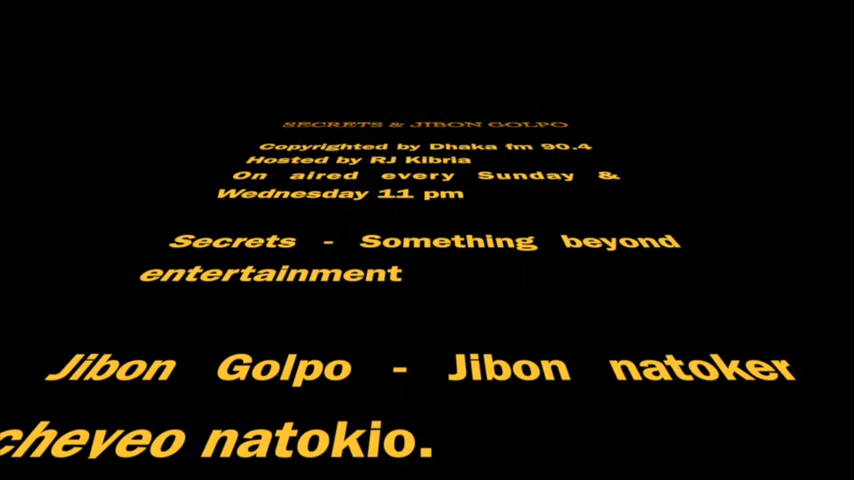 SECRETS & JIBON GOLPO
Copyrighted by Dhaka fm 90.4
Hosted by RJ Kibria
On aired every Sunday &
Wednesday 11 pm
Secrets - Something beyond
entertainment
Jibon Golpo - Jibon natoker
cheyeo natokio.